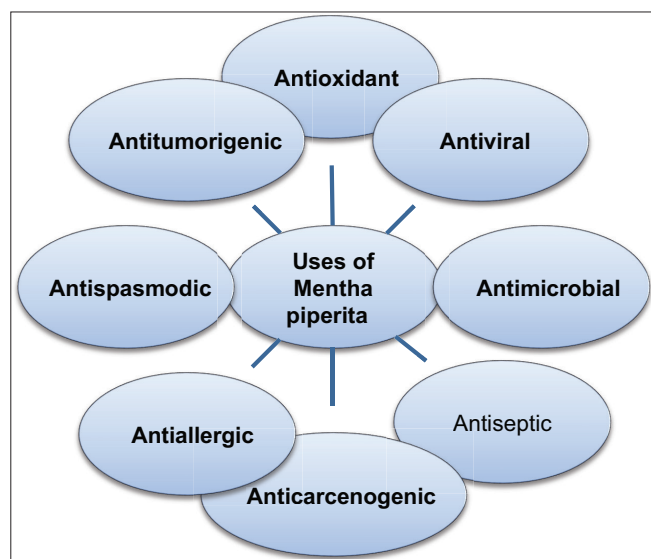 Antioxidant
Antitumorigenic
Antiviral
Antispasmodic
Uses of
Mentha
piperita
Antimicrobial
Antiallergic
Antiseptic
Anticarcenogenic